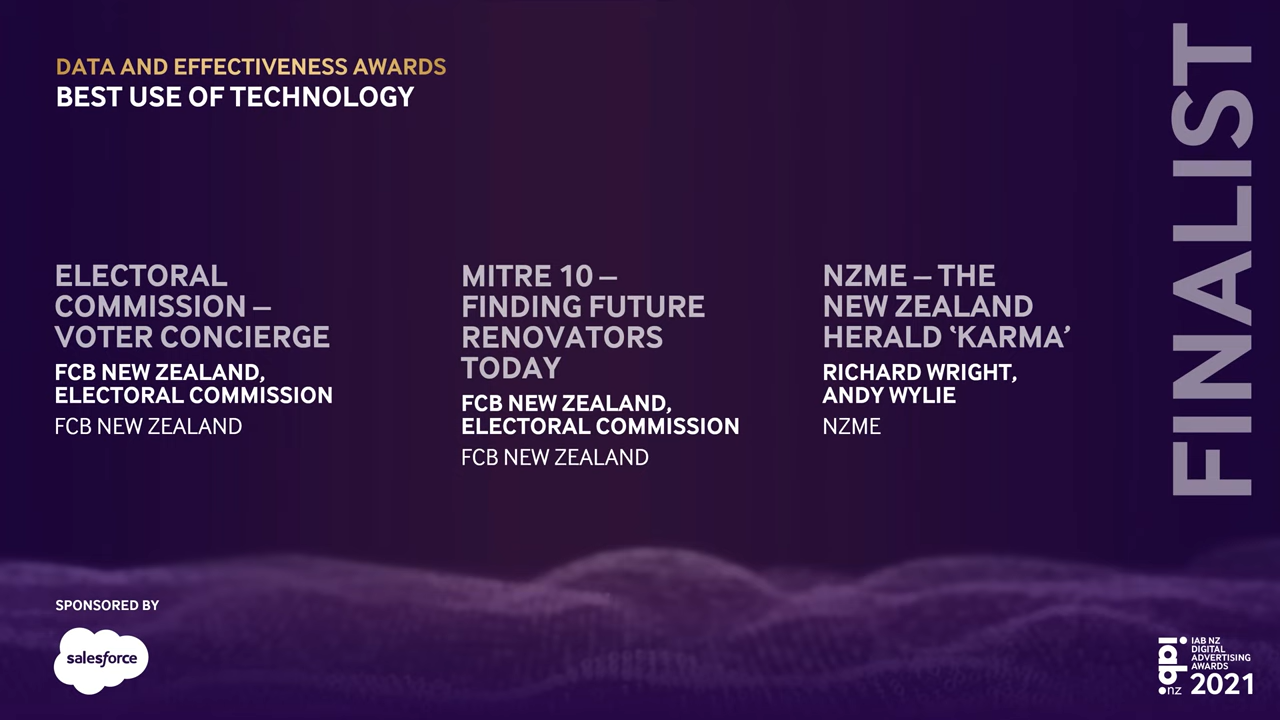 DATA AND EFFECTIVENESS AWARDS
BEST USE OF TECHNOLOGY
FINALIST
ELECTORAL
COMMISSION –
VOTER CONCIERGE
FCB NEW ZEALAND,
ELECTORAL COMMISSION
FCB NEW ZEALAND
MITRE 10 –
FINDING FUTURE
RENOVATORS
TODAY
FCB NEW ZEALAND,
ELECTORAL COMMISSION
FCB NEW ZEALAND
NZME – THE
NEW ZEALAND
HERALD ‘KARMA’
RICHARD WRIGHT,
ANDY WYLIE
NZME
SPONSORED BY
salesforce
iab.nz
IAB NZ
DIGITAL
ADVERTISING
AWARDS
2021